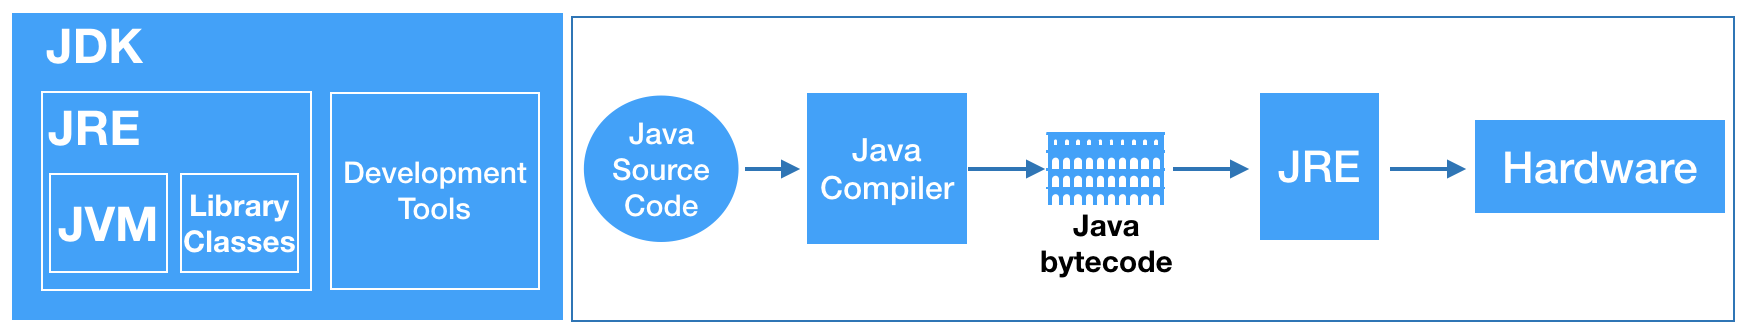 JDK
JRE
JVM
Library
Classes
Development
Tools
Java
Source
Code
Java
Compiler
Java
bytecode
JRE
Hardware